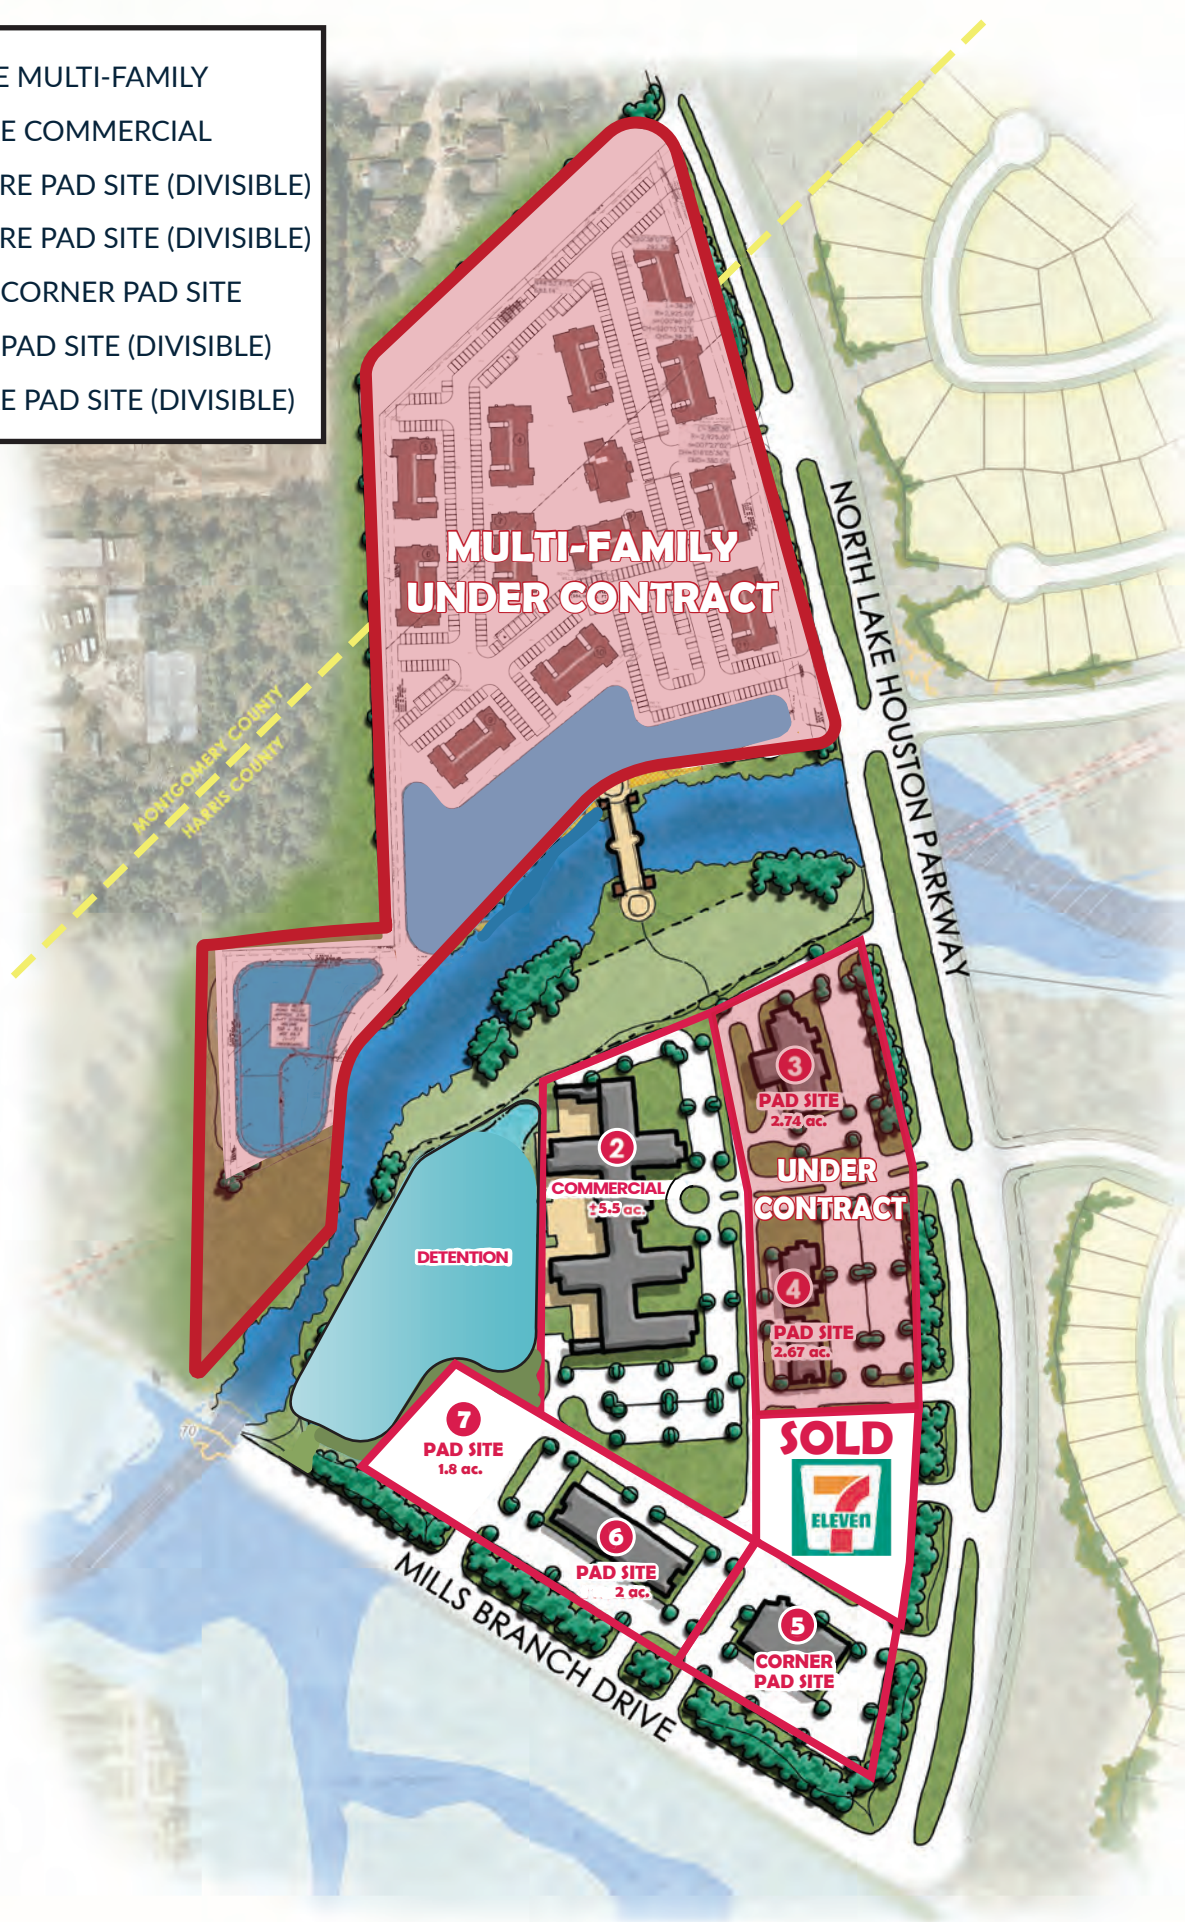 E MULTI-FAMILY
E COMMERCIAL
RE PAD SITE (DIVISIBLE)
RE PAD SITE (DIVISIBLE)
CORNER PAD SITE
PAD SITE (DIVISIBLE)
E PAD SITE (DIVISIBLE)
MULTI-FAMILY
UNDER CONTRACT
NORTH LAKE HOUSTON PARKWAY
MONTGOMERY COUNTY
HARRIS COUNTY
3
PAD SITE
2.74 ac.
2
COMMERCIAL
±5.5 ac.
UNDER
CONTRACT
DETENTION
4
PAD SITE
2.67 ac.
7
PAD SITE
1.8 ac.
SOLD
7
ELEVEN
6
PAD SITE
2 ac.
5
CORNER
PAD SITE
MILLS BRANCH DRIVE
70'